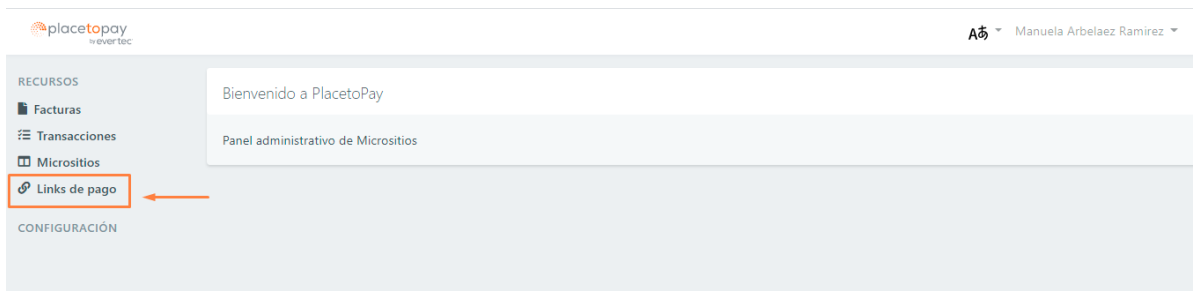 placetopay
by evertec
Aあ
Manuela Arbelaez Ramirez
RECURSOS
Facturas
Transacciones
Micrositios
Links de pago
CONFIGURACIÓN
Bienvenido a PlacetoPay
Panel administrativo de Micrositios